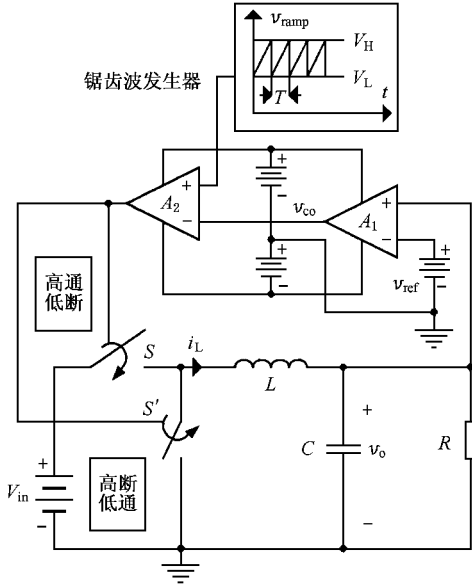 v_ramp
V_H
锯齿波发生器
V_L
T
t
+
A_2
−
+
−
v_co
+
−
+
A_1
−
+
v_ref
−
高通
低断
S
i_L
L
S′
+
C
v_o
−
R
+
V_in
−
高断
低通